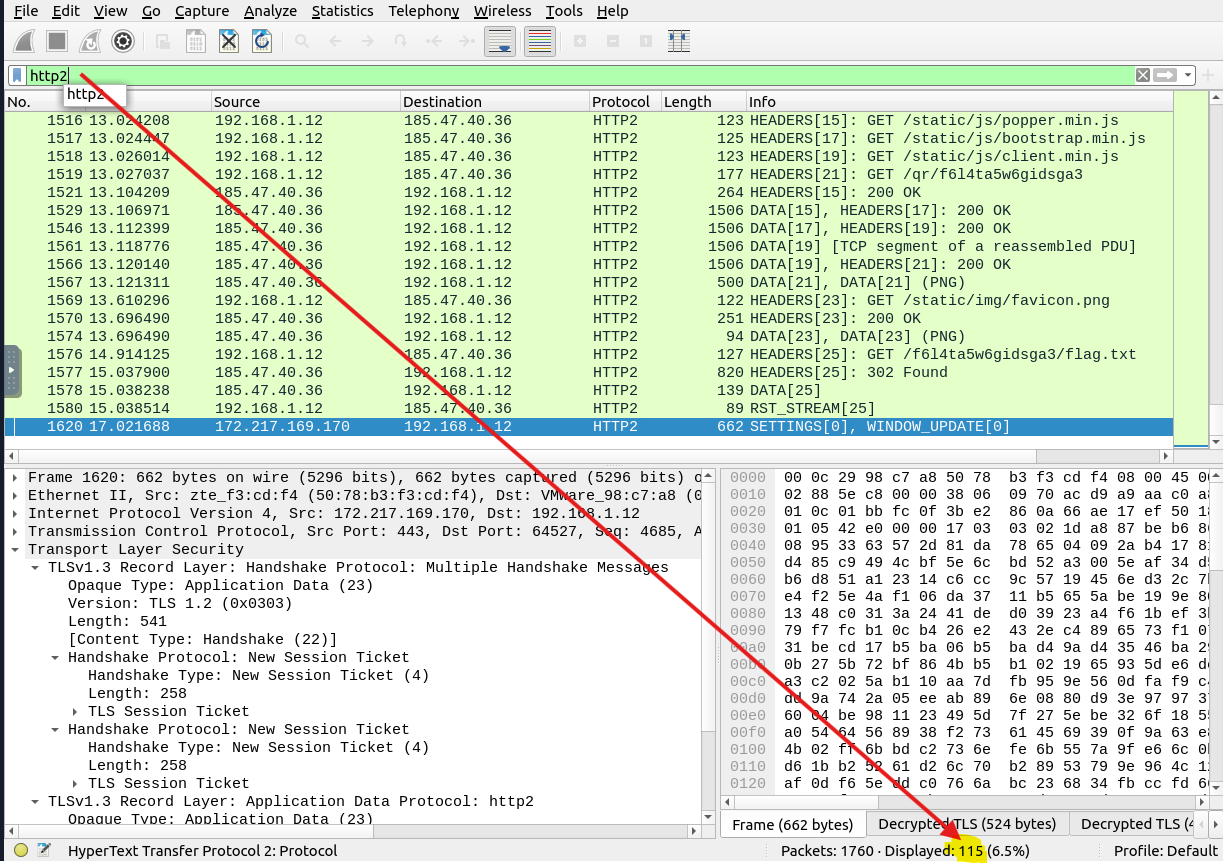 File Edit View Go Capture Analyze Statistics Telephony Wireless Tools Help
http2
http2
No. Source Destination Protocol Length Info
1516 13.024208 192.168.1.12 185.47.40.36 HTTP2 123 HEADERS[15]: GET /static/js/popper.min.js
1517 13.024447 192.168.1.12 185.47.40.36 HTTP2 125 HEADERS[17]: GET /static/js/bootstrap.min.js
1518 13.026014 192.168.1.12 185.47.40.36 HTTP2 123 HEADERS[19]: GET /static/js/client.min.js
1519 13.027037 192.168.1.12 185.47.40.36 HTTP2 177 HEADERS[21]: GET /qr/f6l4ta5w6gidsga3
1521 13.104209 185.47.40.36 192.168.1.12 HTTP2 264 HEADERS[15]: 200 OK
1529 13.106971 185.47.40.36 192.168.1.12 HTTP2 1506 DATA[15], HEADERS[17]: 200 OK
1546 13.112399 185.47.40.36 192.168.1.12 HTTP2 1506 DATA[17], HEADERS[19]: 200 OK
1561 13.118776 185.47.40.36 192.168.1.12 HTTP2 1506 DATA[19] [TCP segment of a reassembled PDU]
1566 13.120140 185.47.40.36 192.168.1.12 HTTP2 1506 DATA[19], HEADERS[21]: 200 OK
1567 13.121311 185.47.40.36 192.168.1.12 HTTP2 500 DATA[21], DATA[21] (PNG)
1569 13.610296 192.168.1.12 185.47.40.36 HTTP2 122 HEADERS[23]: GET /static/img/favicon.png
1570 13.696490 185.47.40.36 192.168.1.12 HTTP2 251 HEADERS[23]: 200 OK
1574 13.696490 185.47.40.36 192.168.1.12 HTTP2 94 DATA[23], DATA[23] (PNG)
1576 14.914125 192.168.1.12 185.47.40.36 HTTP2 127 HEADERS[25]: GET /f6l4ta5w6gidsga3/flag.txt
1577 15.037900 185.47.40.36 192.168.1.12 HTTP2 820 HEADERS[25]: 302 Found
1578 15.038238 185.47.40.36 192.168.1.12 HTTP2 139 DATA[25]
1580 15.038514 192.168.1.12 185.47.40.36 HTTP2 89 RST_STREAM[25]
1620 17.021688 172.217.169.170 192.168.1.12 HTTP2 662 SETTINGS[0], WINDOW_UPDATE[0]
Frame 1620: 662 bytes on wire (5296 bits), 662 bytes captured (5296 bits) o
Ethernet II, Src: zte_f3:cd:f4 (50:78:b3:f3:cd:f4), Dst: VMware_98:c7:a8 (0
Internet Protocol Version 4, Src: 172.217.169.170, Dst: 192.168.1.12
Transmission Control Protocol, Src Port: 443, Dst Port: 64527, Seq: 4685, A
Transport Layer Security
TLSv1.3 Record Layer: Handshake Protocol: Multiple Handshake Messages
Opaque Type: Application Data (23)
Version: TLS 1.2 (0x0303)
Length: 541
[Content Type: Handshake (22)]
Handshake Protocol: New Session Ticket
Handshake Type: New Session Ticket (4)
Length: 258
TLS Session Ticket
Handshake Protocol: New Session Ticket
Handshake Type: New Session Ticket (4)
Length: 258
TLS Session Ticket
TLSv1.3 Record Layer: Application Data Protocol: http2
Opaque Type: Application Data (23)
0000 00 0c 29 98 c7 a8 50 78 b3 f3 cd f4 08 00 45 00
0010 02 88 5e c8 00 00 38 06 09 70 ac d9 a9 aa c0 a8
0020 01 0c 01 bb fc 0f 3b e2 86 0a 66 ae 17 ef 50 18
0030 01 05 42 e0 00 00 17 03 03 02 1d a8 87 be b6
0040 08 95 33 63 57 2d 81 da 78 65 04 09 2a b4 17
0050 d4 85 c9 49 4c bf 5e 6c bd 52 a3 00 5e af 34
0060 b6 d8 51 a1 23 14 c6 cc 9c 57 19 45 6e d3 2c
0070 e4 f2 5e 4a f1 06 da 37 11 b5 65 5a be 19 9e
0080 13 48 c0 31 3a 24 41 de d0 39 23 a4 f6 1b ef
0090 79 f7 fc b1 0c b4 26 e2 43 2e c4 89 65 73 f1
00a0 31 be cd 17 b5 ba 06 b5 ba d4 9a d4 35 46 ba
00b0 0b 27 5b 72 bf 86 4b b5 b1 02 19 65 93 5d e6
00c0 a3 c2 02 5a b1 10 aa 7d fb 95 9e 56 0d fa f9
00d0 dd 9a 74 2a 05 ee ab 89 6e 08 80 d9 3e 97 97
00e0 60 04 be 98 11 23 49 5d 7f 27 5e be 32 6f 18
00f0 a0 54 64 56 89 38 f2 73 61 45 69 39 0f 9a 63
0100 4b 02 ff 6b bd c2 73 6e fe 6b 55 7a 9f e6 6c
0110 d6 1b b2 52 61 d2 6c 70 b2 89 53 79 9e 96 4c
0120 af 0d f6 5e dd c0 76 6a bc 23 68 34 fb cc fd
Frame (662 bytes) Decrypted TLS (524 bytes) Decrypted TLS (4
HyperText Transfer Protocol 2: Protocol Packets: 1760 · Displayed: 115 (6.5%) Profile: Default